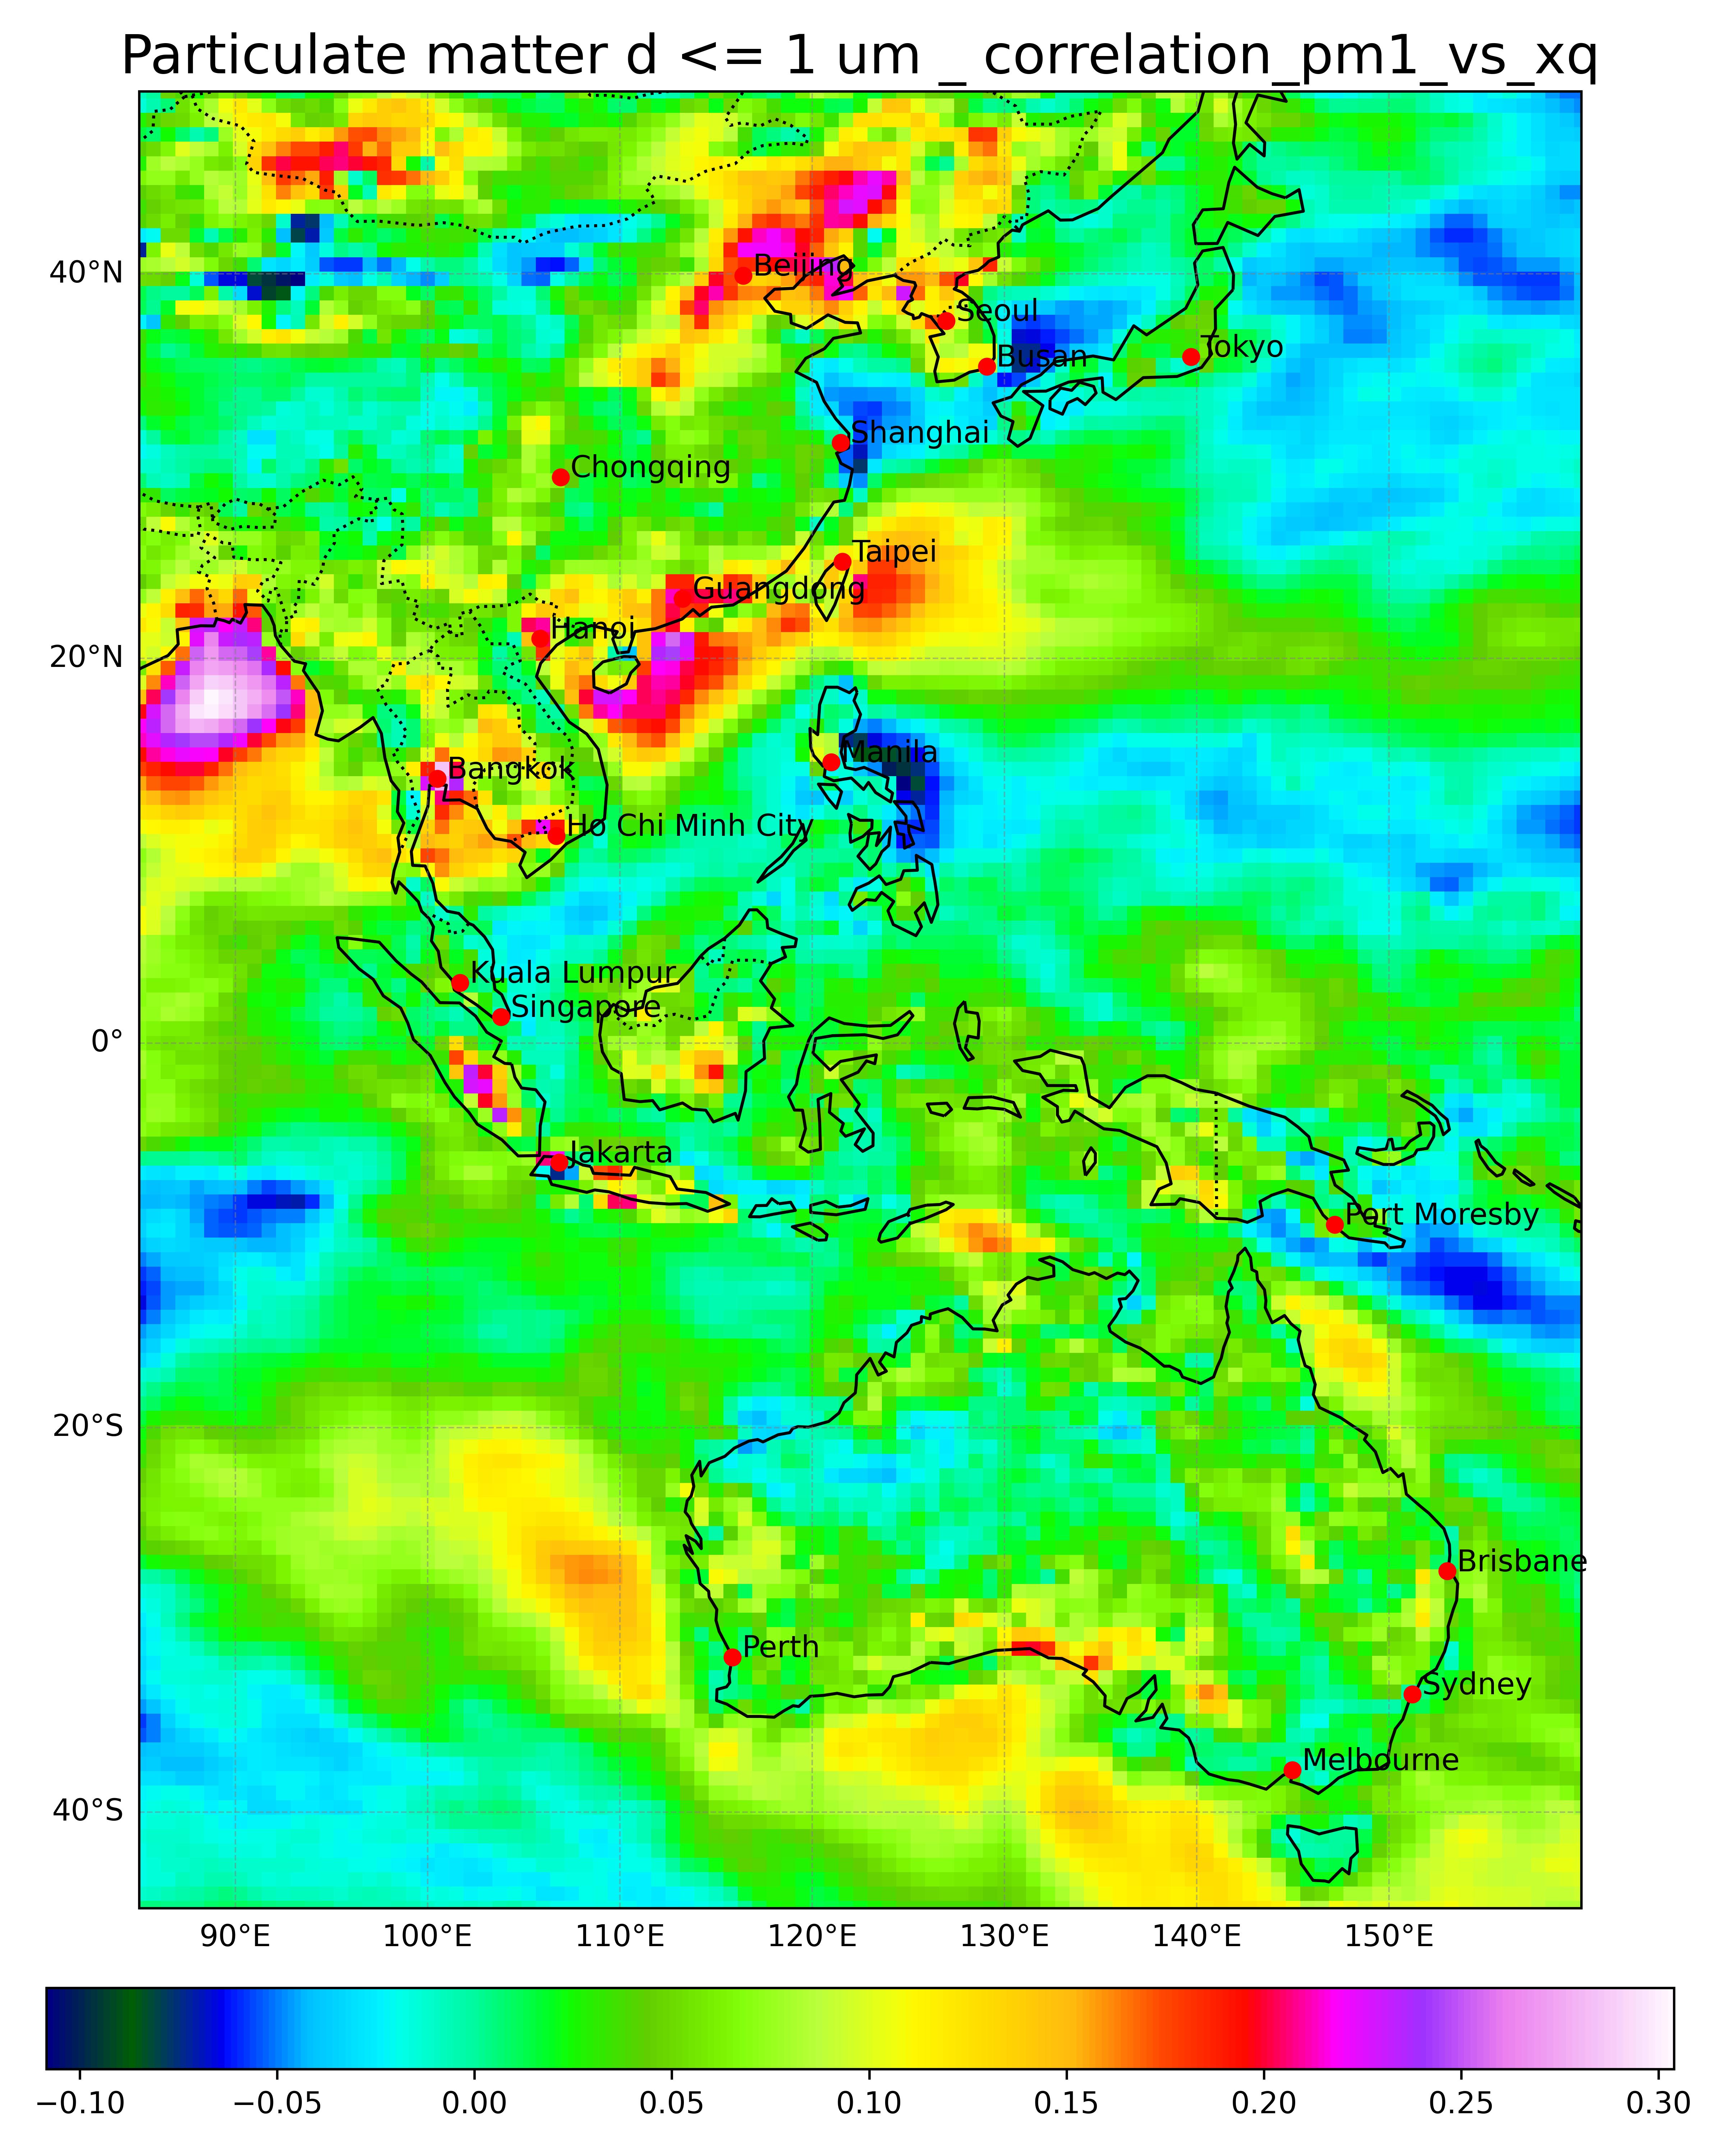 Particulate matter d <= 1 um _ correlation_pm1_vs_xq
40°N
20°N
0°
20°S
40°S
Beijing
Seoul
Busan
Tokyo
Shanghai
Chongqing
Taipei
Guangdong
Hanoi
Manila
Bangkok
Ho Chi Minh City
Kuala Lumpur
Singapore
Jakarta
Port Moresby
Brisbane
Perth
Sydney
Melbourne
90°E 100°E 110°E 120°E 130°E 140°E 150°E
−0.10 −0.05 0.00 0.05 0.10 0.15 0.20 0.25 0.30